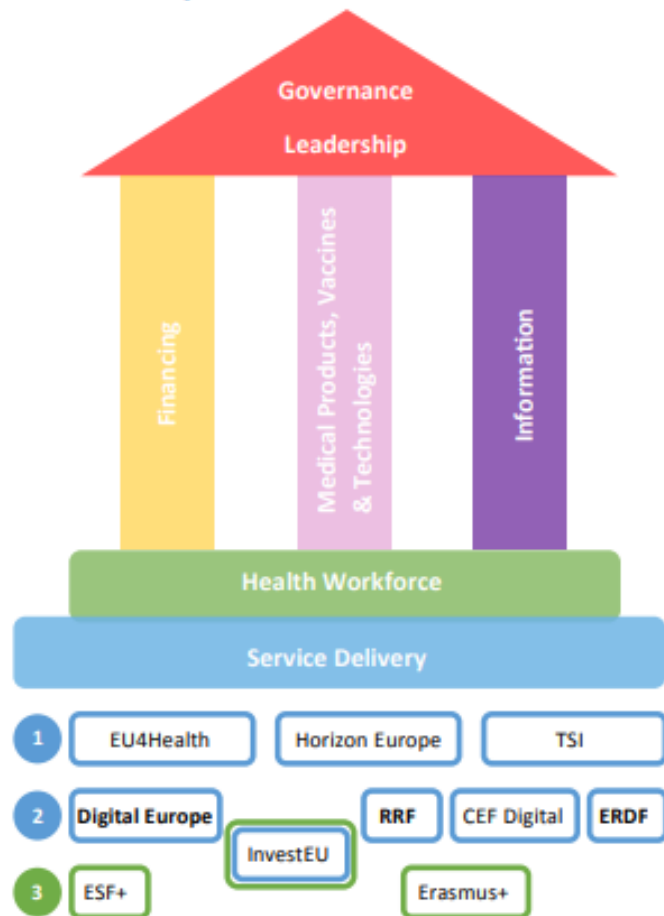 Governance
Leadership
Financing
Medical Products, Vaccines
& Technologies
Information
Health Workforce
Service Delivery
1 EU4Health Horizon Europe TSI
2 Digital Europe RRF CEF Digital ERDF
InvestEU
3 ESF+ Erasmus+